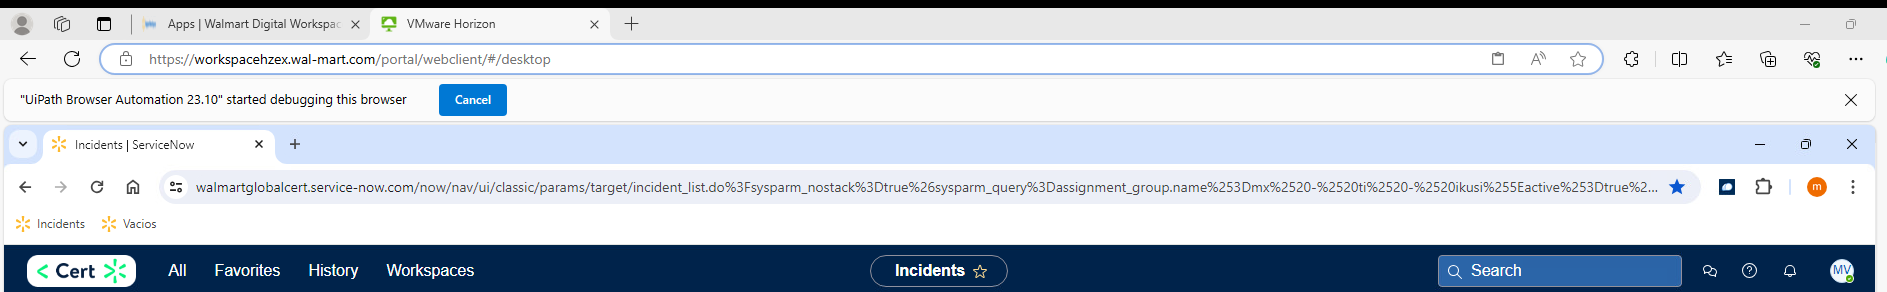 Apps | Walmart Digital Workspac
VMware Horizon
https://workspacehzex.wal-mart.com/portal/webclient/#/desktop
"UiPath Browser Automation 23.10" started debugging this browser
Cancel
Incidents | ServiceNow
walmartglobalcert.service-now.com/now/nav/ui/classic/params/target/incident_list.do%3Fsysparm_nostack%3Dtrue%26sysparm_query%3Dassignment_group.name%253Dmx%2520-%2520ti%2520-%2520ikusi%255Eactive%253Dtrue%2...
m
Incidents
Vacios
Cert
All
Favorites
History
Workspaces
Incidents
Search
MV